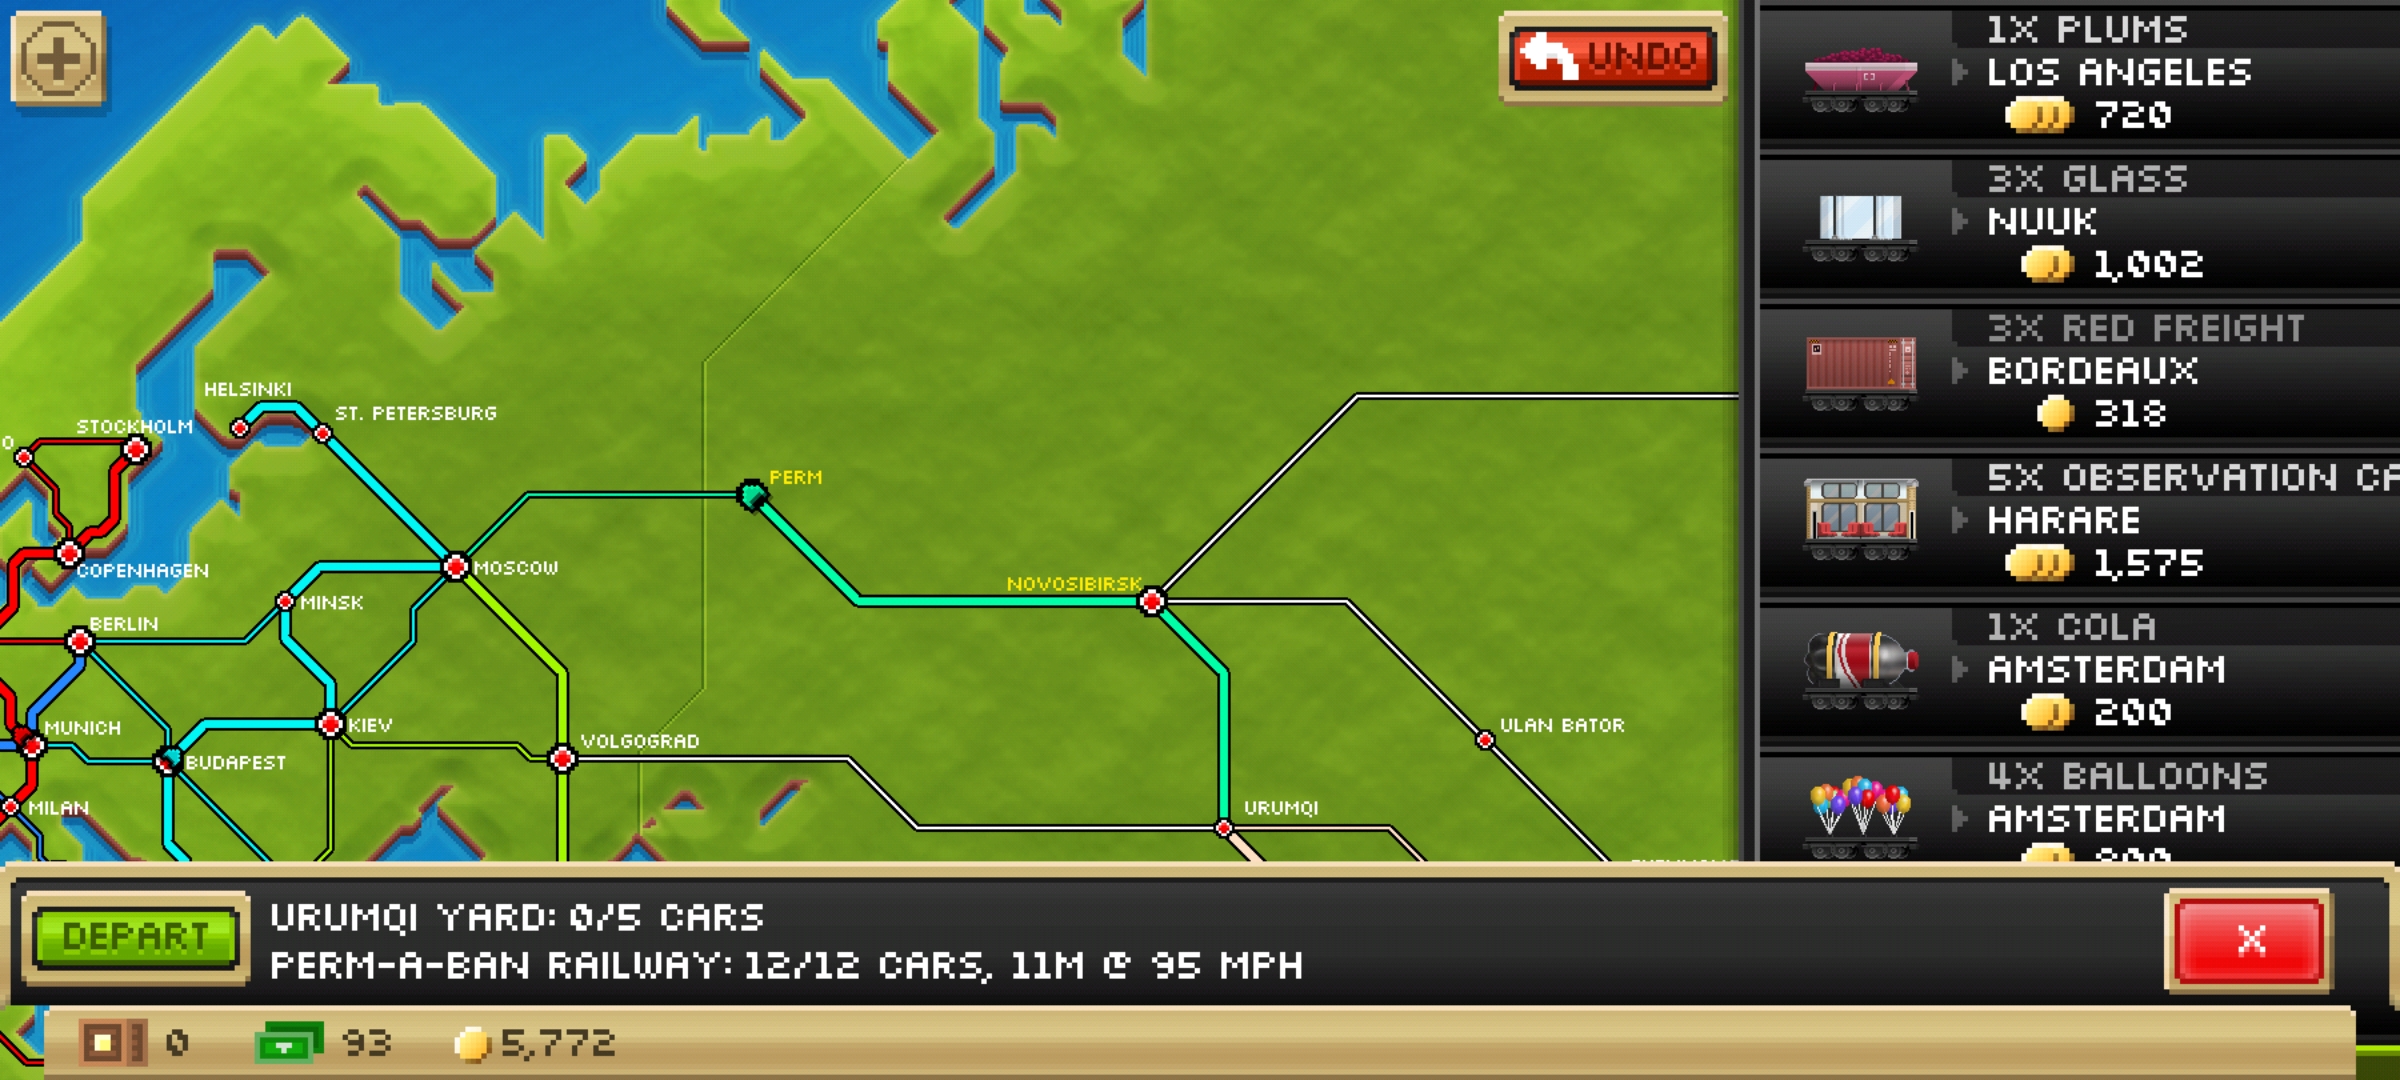 UNDO
HELSINKI
ST. PETERSBURG
STOCKHOLM
O
PERM
COPENHAGEN
MOSCOW
NOVOSIBIRSK
MINSK
BERLIN
MUNICH
KIEV
ULAN BATOR
VOLGOGRAD
BUDAPEST
MILAN
URUMQI
1X PLUMS
LOS ANGELES
720
3X GLASS
NUUK
1,002
3X RED FREIGHT
BORDEAUX
318
5X OBSERVATION CA
HARARE
1,575
1X COLA
AMSTERDAM
200
4X BALLOONS
AMSTERDAM
DEPART
URUMQI YARD: 0/5 CARS
PERM-A-BAN RAILWAY: 12/12 CARS, 11M @ 95 MPH
X
0
93
5,772